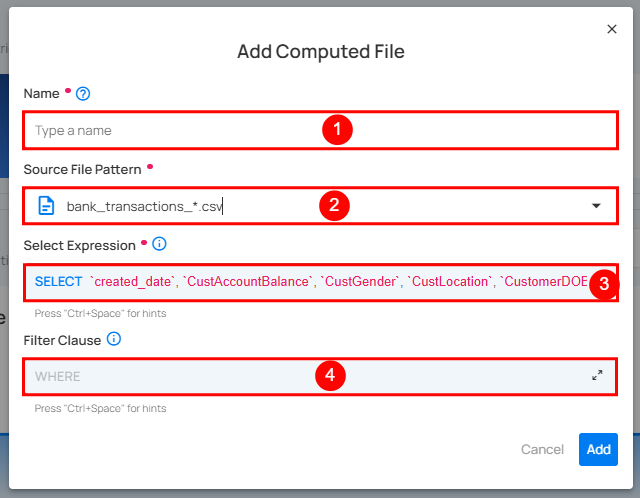 Add Computed File
Name
Type a name
1
Source File Pattern
bank_transactions_*.csv
2
Select Expression
SELECT `created_date`, `CustAccountBalance`, `CustGender`, `CustLocation`, `CustomerDOE
3
Press "Ctrl+Space" for hints
Filter Clause
WHERE
4
Press "Ctrl+Space" for hints
Cancel
Add